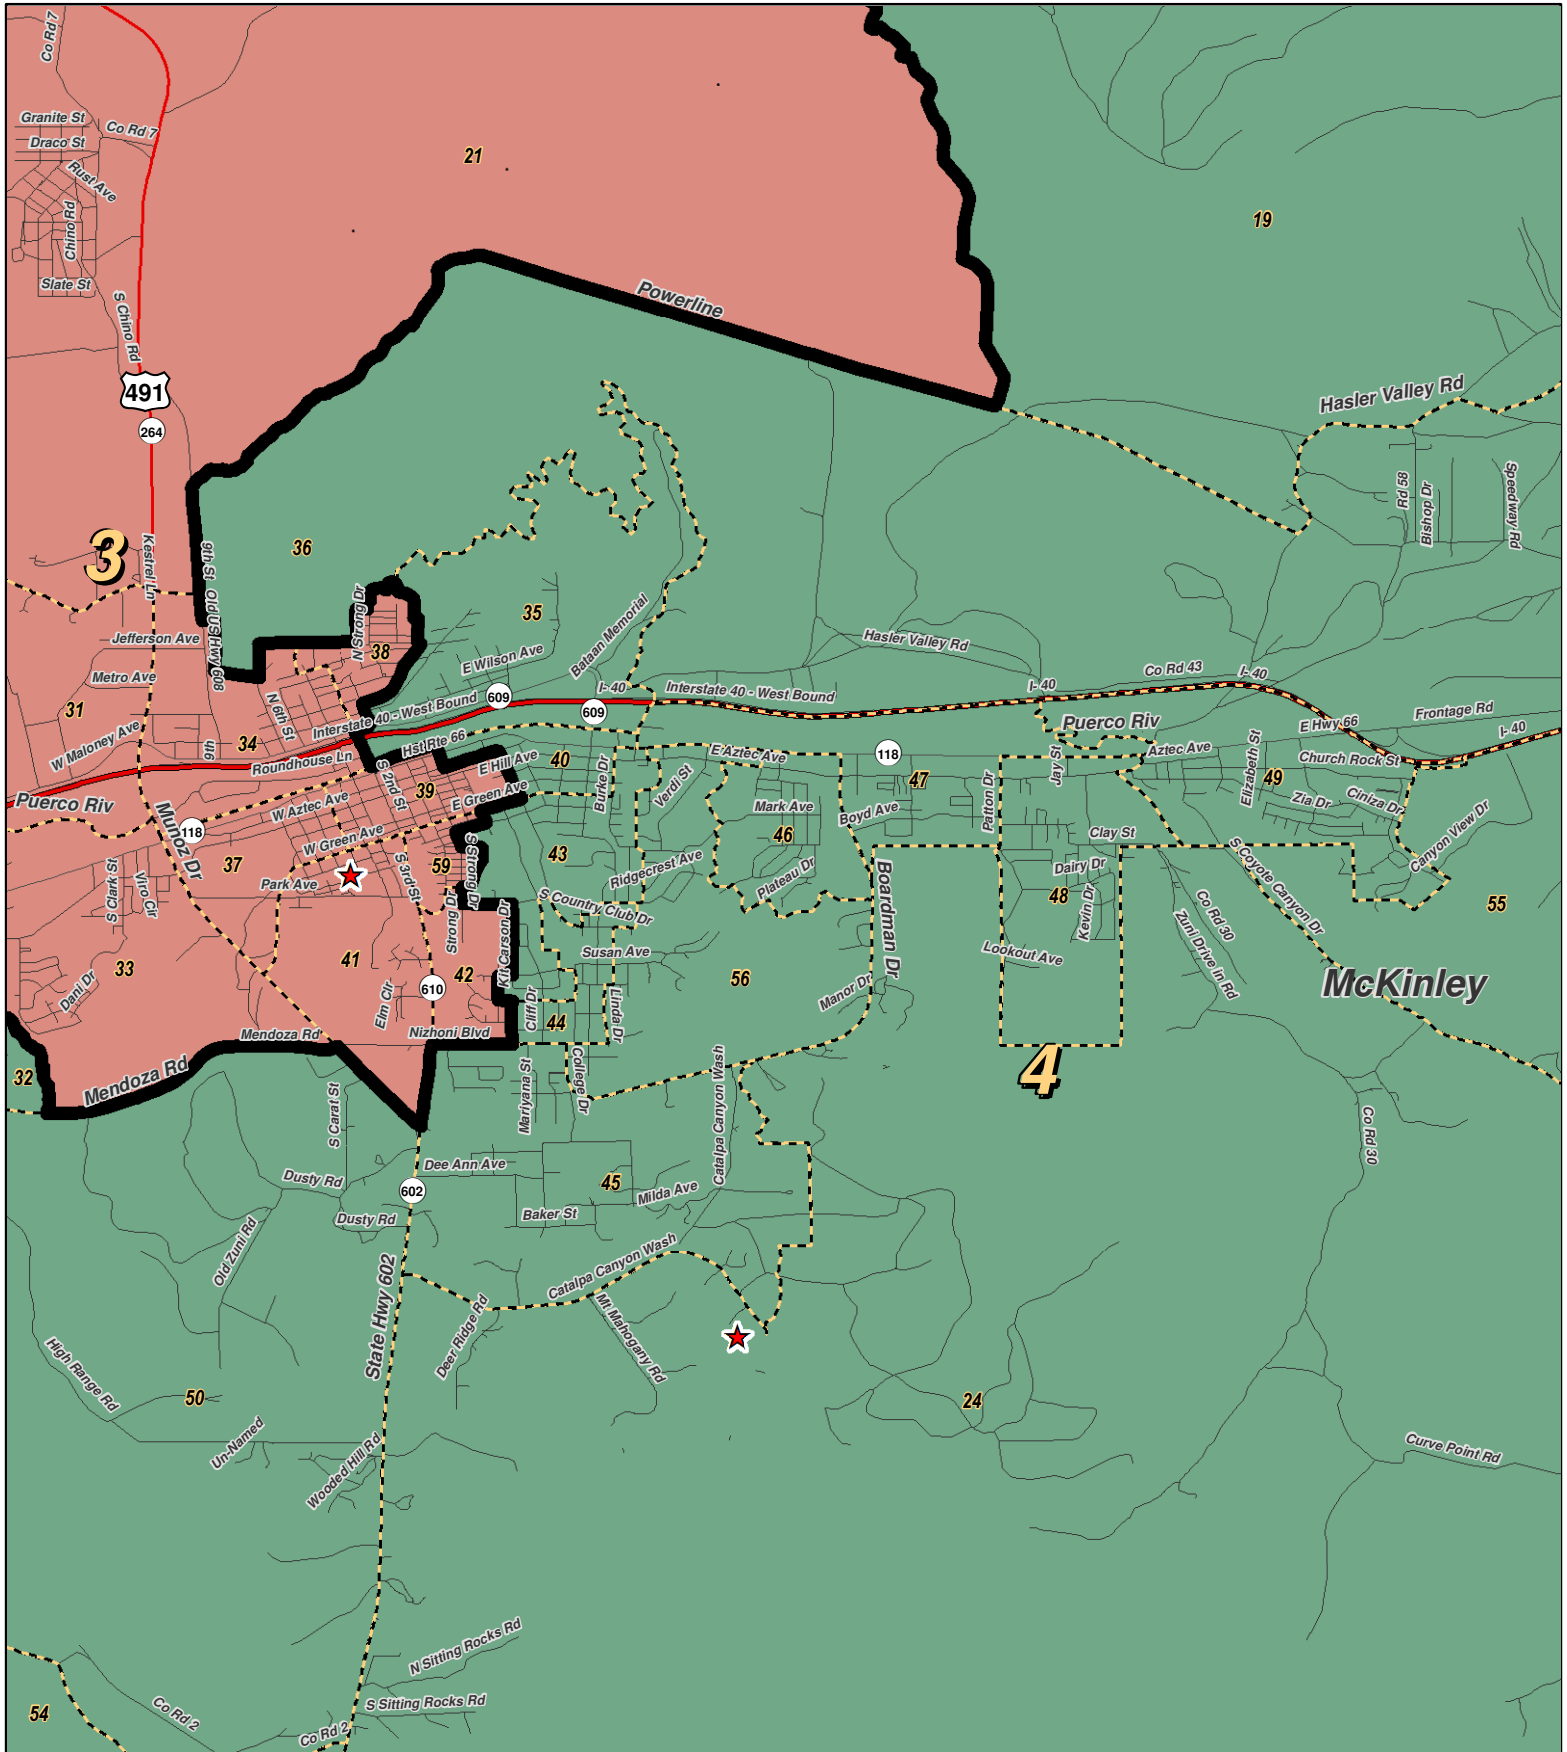 Co Rd 7
Granite St
Co Rd 7
Draco St
21
Rust Ave
Chino Rd
19
Slate St
S Chino Rd
Powerline
491
Hasler Valley Rd
264
Rd 58
Bishop Dr
Speedway Rd
3
36
Kestrel Ln
9th St
Old US Hwy 608
N Strong Dr
35
Bataan Memorial
Jefferson Ave
38
Hasler Valley Rd
E Wilson Ave
Metro Ave
Co Rd 43
I- 40
I- 40
I- 40
Interstate 40 - West Bound
609
31
N 6th St
Interstate 40 - West Bound
609
Puerco Riv
Frontage Rd
E Hwy 66
I- 40
W Maloney Ave
9th
34
Hst Rte 66
Roundhouse Ln
E Hill Ave
40
E Aztec Ave
118
Aztec Ave
Jay St
Elizabeth St
Church Rock St
S 2nd St
Burke Dr
Verdi St
47
49
Puerco Riv
39
E Green Ave
Patton Dr
Zia Dr
Ciniza Dr
W Aztec Ave
Mark Ave
Boyd Ave
Munoz Dr
118
W Green Ave
46
Clay St
Canyon View Dr
37
S Strong Dr
43
Ridgecrest Ave
Plateau Dr
S Coyote Canyon Dr
59
S Clark St
Viro Cir
Park Ave
S 3rd St
Boardman Dr
Dairy Dr
48
Kevin Dr
Co Rd 30
55
S Country Club Dr
Strong Dr
Kit Carson Dr
Zuni Drive In Rd
Susan Ave
Lookout Ave
33
41
42
56
McKinley
Dani Dr
610
Elm Cir
Cliff Dr
Linda Dr
Manor Dr
44
Mendoza Rd
Nizhoni Blvd
32
Mendoza Rd
Mariyana St
College Dr
Catalpa Canyon Wash
4
S Carat St
Co Rd 30
Dee Ann Ave
Dusty Rd
602
45
Milda Ave
Dusty Rd
Baker St
Old Zuni Rd
Catalpa Canyon Wash
State Hwy 602
Deer Ridge Rd
Mt Mahogany Rd
High Range Rd
50
24
Un-Named
Wooded Hill Rd
Curve Point Rd
N Sitting Rocks Rd
S Sitting Rocks Rd
54
Co Rd 2
Co Rd 2